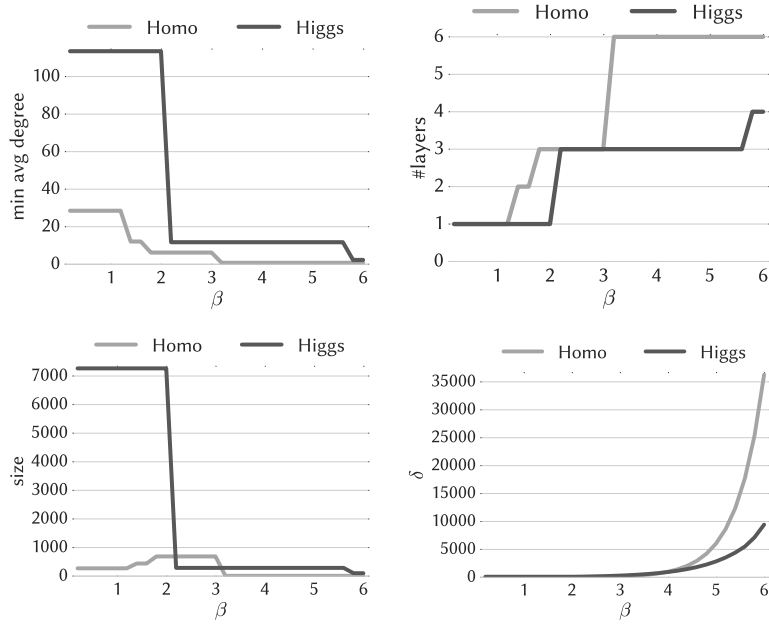 Homo Higgs
min avg degree
100
80
60
40
20
0
1 2 3 4 5 6
β
Homo Higgs
#layers
6
5
4
3
2
1
0
1 2 3 4 5 6
β
Homo Higgs
size
7000
6000
5000
4000
3000
2000
1000
0
1 2 3 4 5 6
β
Homo Higgs
δ
35000
30000
25000
20000
15000
10000
5000
0
1 2 3 4 5 6
β